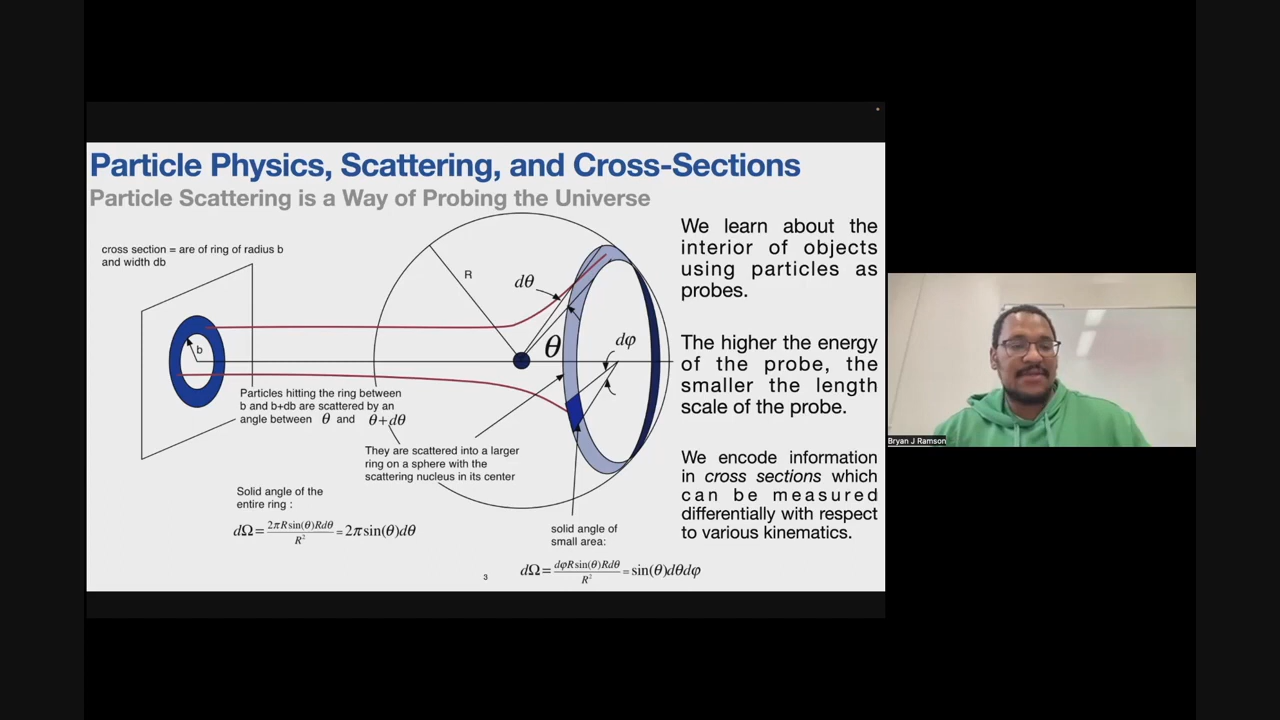 Particle Physics, Scattering, and Cross-Sections
Particle Scattering is a Way of Probing the Universe
cross section = are of ring of radius b
and width db
R
dθ
θ
dφ
b
Particles hitting the ring between
b and b+db are scattered by an
angle between θ and θ+dθ
They are scattered into a larger
ring on a sphere with the
scattering nucleus in its center
Solid angle of the
entire ring :
dΩ = 2πRsin(θ)Rdθ / R² = 2πsin(θ)dθ
solid angle of
small area:
dΩ = dφRsin(θ)Rdθ / R² = sin(θ)dθdφ
3
We learn about the
interior of objects
using particles as
probes.
The higher the energy
of the probe, the
smaller the length
scale of the probe.
We encode information
in cross sections which
can be measured
differentially with respect
to various kinematics.
Bryan J Ramson